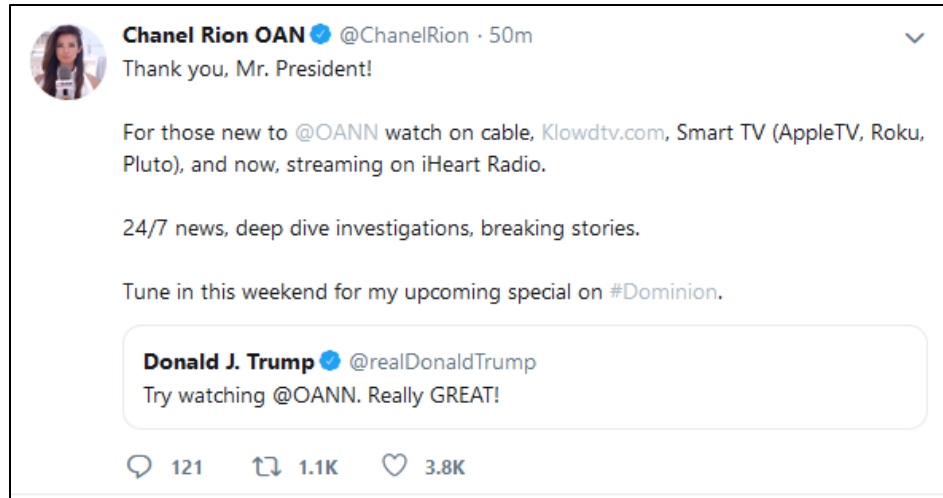 Chanel Rion OAN @ChanelRion · 50m
Thank you, Mr. President!
For those new to @OANN watch on cable, Klowdtv.com, Smart TV (AppleTV, Roku,
Pluto), and now, streaming on iHeart Radio.
24/7 news, deep dive investigations, breaking stories.
Tune in this weekend for my upcoming special on #Dominion.
Donald J. Trump @realDonaldTrump
Try watching @OANN. Really GREAT!
121 1.1K 3.8K